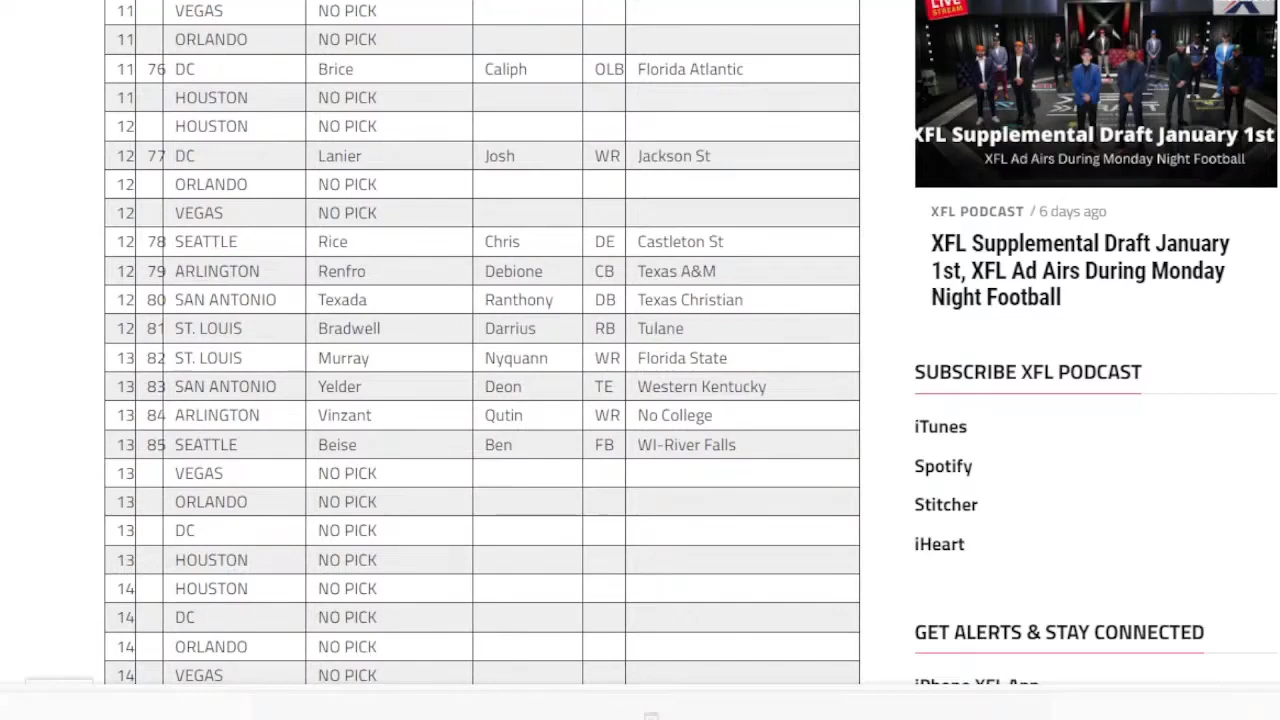 11 VEGAS NO PICK
11 ORLANDO NO PICK
11 76 DC Brice Caliph OLB Florida Atlantic
11 HOUSTON NO PICK
12 HOUSTON NO PICK
12 77 DC Lanier Josh WR Jackson St
12 ORLANDO NO PICK
12 VEGAS NO PICK
12 78 SEATTLE Rice Chris DE Castleton St
12 79 ARLINGTON Renfro Debione CB Texas A&M
12 80 SAN ANTONIO Texada Ranthony DB Texas Christian
12 81 ST. LOUIS Bradwell Darrius RB Tulane
13 82 ST. LOUIS Murray Nyquann WR Florida State
13 83 SAN ANTONIO Yelder Deon TE Western Kentucky
13 84 ARLINGTON Vinzant Qutin WR No College
13 85 SEATTLE Beise Ben FB WI-River Falls
13 VEGAS NO PICK
13 ORLANDO NO PICK
13 DC NO PICK
13 HOUSTON NO PICK
14 HOUSTON NO PICK
14 DC NO PICK
14 ORLANDO NO PICK
14 VEGAS NO PICK
LIVE
STREAM
XFL Supplemental Draft January 1st
XFL Ad Airs During Monday Night Football
XFL PODCAST / 6 days ago
XFL Supplemental Draft January
1st, XFL Ad Airs During Monday
Night Football
SUBSCRIBE XFL PODCAST
iTunes
Spotify
Stitcher
iHeart
GET ALERTS & STAY CONNECTED
iPhone XFL App